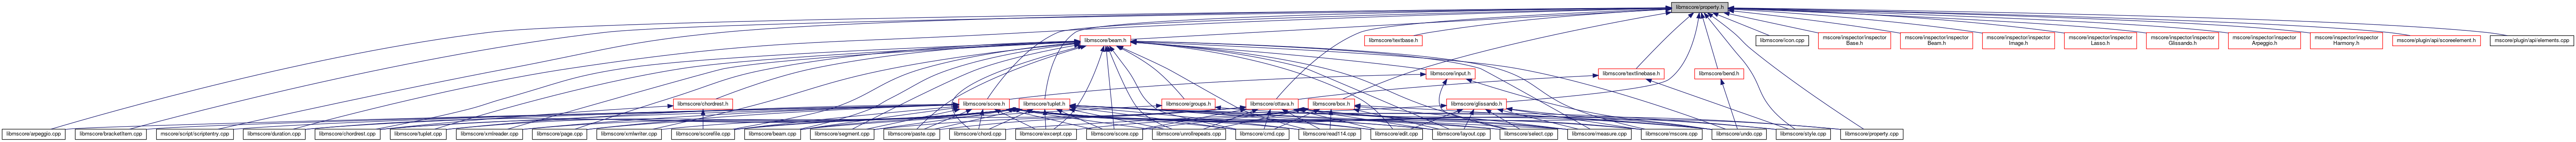 libmscore/property.h
libmscore/beam.h
libmscore/textbase.h
libmscore/icon.cpp
mscore/inspector/inspector
Base.h
mscore/inspector/inspector
Beam.h
mscore/inspector/inspector
Image.h
mscore/inspector/inspector
Lasso.h
mscore/inspector/inspector
Glissando.h
mscore/inspector/inspector
Arpeggio.h
mscore/inspector/inspector
Harmony.h
mscore/plugin/api/scoreelement.h
mscore/plugin/api/elements.cpp
libmscore/input.h
libmscore/textlinebase.h
libmscore/bend.h
libmscore/chordrest.h
libmscore/score.h
libmscore/tuplet.h
libmscore/groups.h
libmscore/ottava.h
libmscore/box.h
libmscore/glissando.h
libmscore/arpeggio.cpp
libmscore/bracketItem.cpp
mscore/script/scriptentry.cpp
libmscore/duration.cpp
libmscore/chordrest.cpp
libmscore/tuplet.cpp
libmscore/xmlreader.cpp
libmscore/page.cpp
libmscore/xmlwriter.cpp
libmscore/scorefile.cpp
libmscore/beam.cpp
libmscore/segment.cpp
libmscore/paste.cpp
libmscore/chord.cpp
libmscore/excerpt.cpp
libmscore/score.cpp
libmscore/unrollrepeats.cpp
libmscore/cmd.cpp
libmscore/read114.cpp
libmscore/edit.cpp
libmscore/layout.cpp
libmscore/select.cpp
libmscore/measure.cpp
libmscore/mscore.cpp
libmscore/undo.cpp
libmscore/style.cpp
libmscore/property.cpp